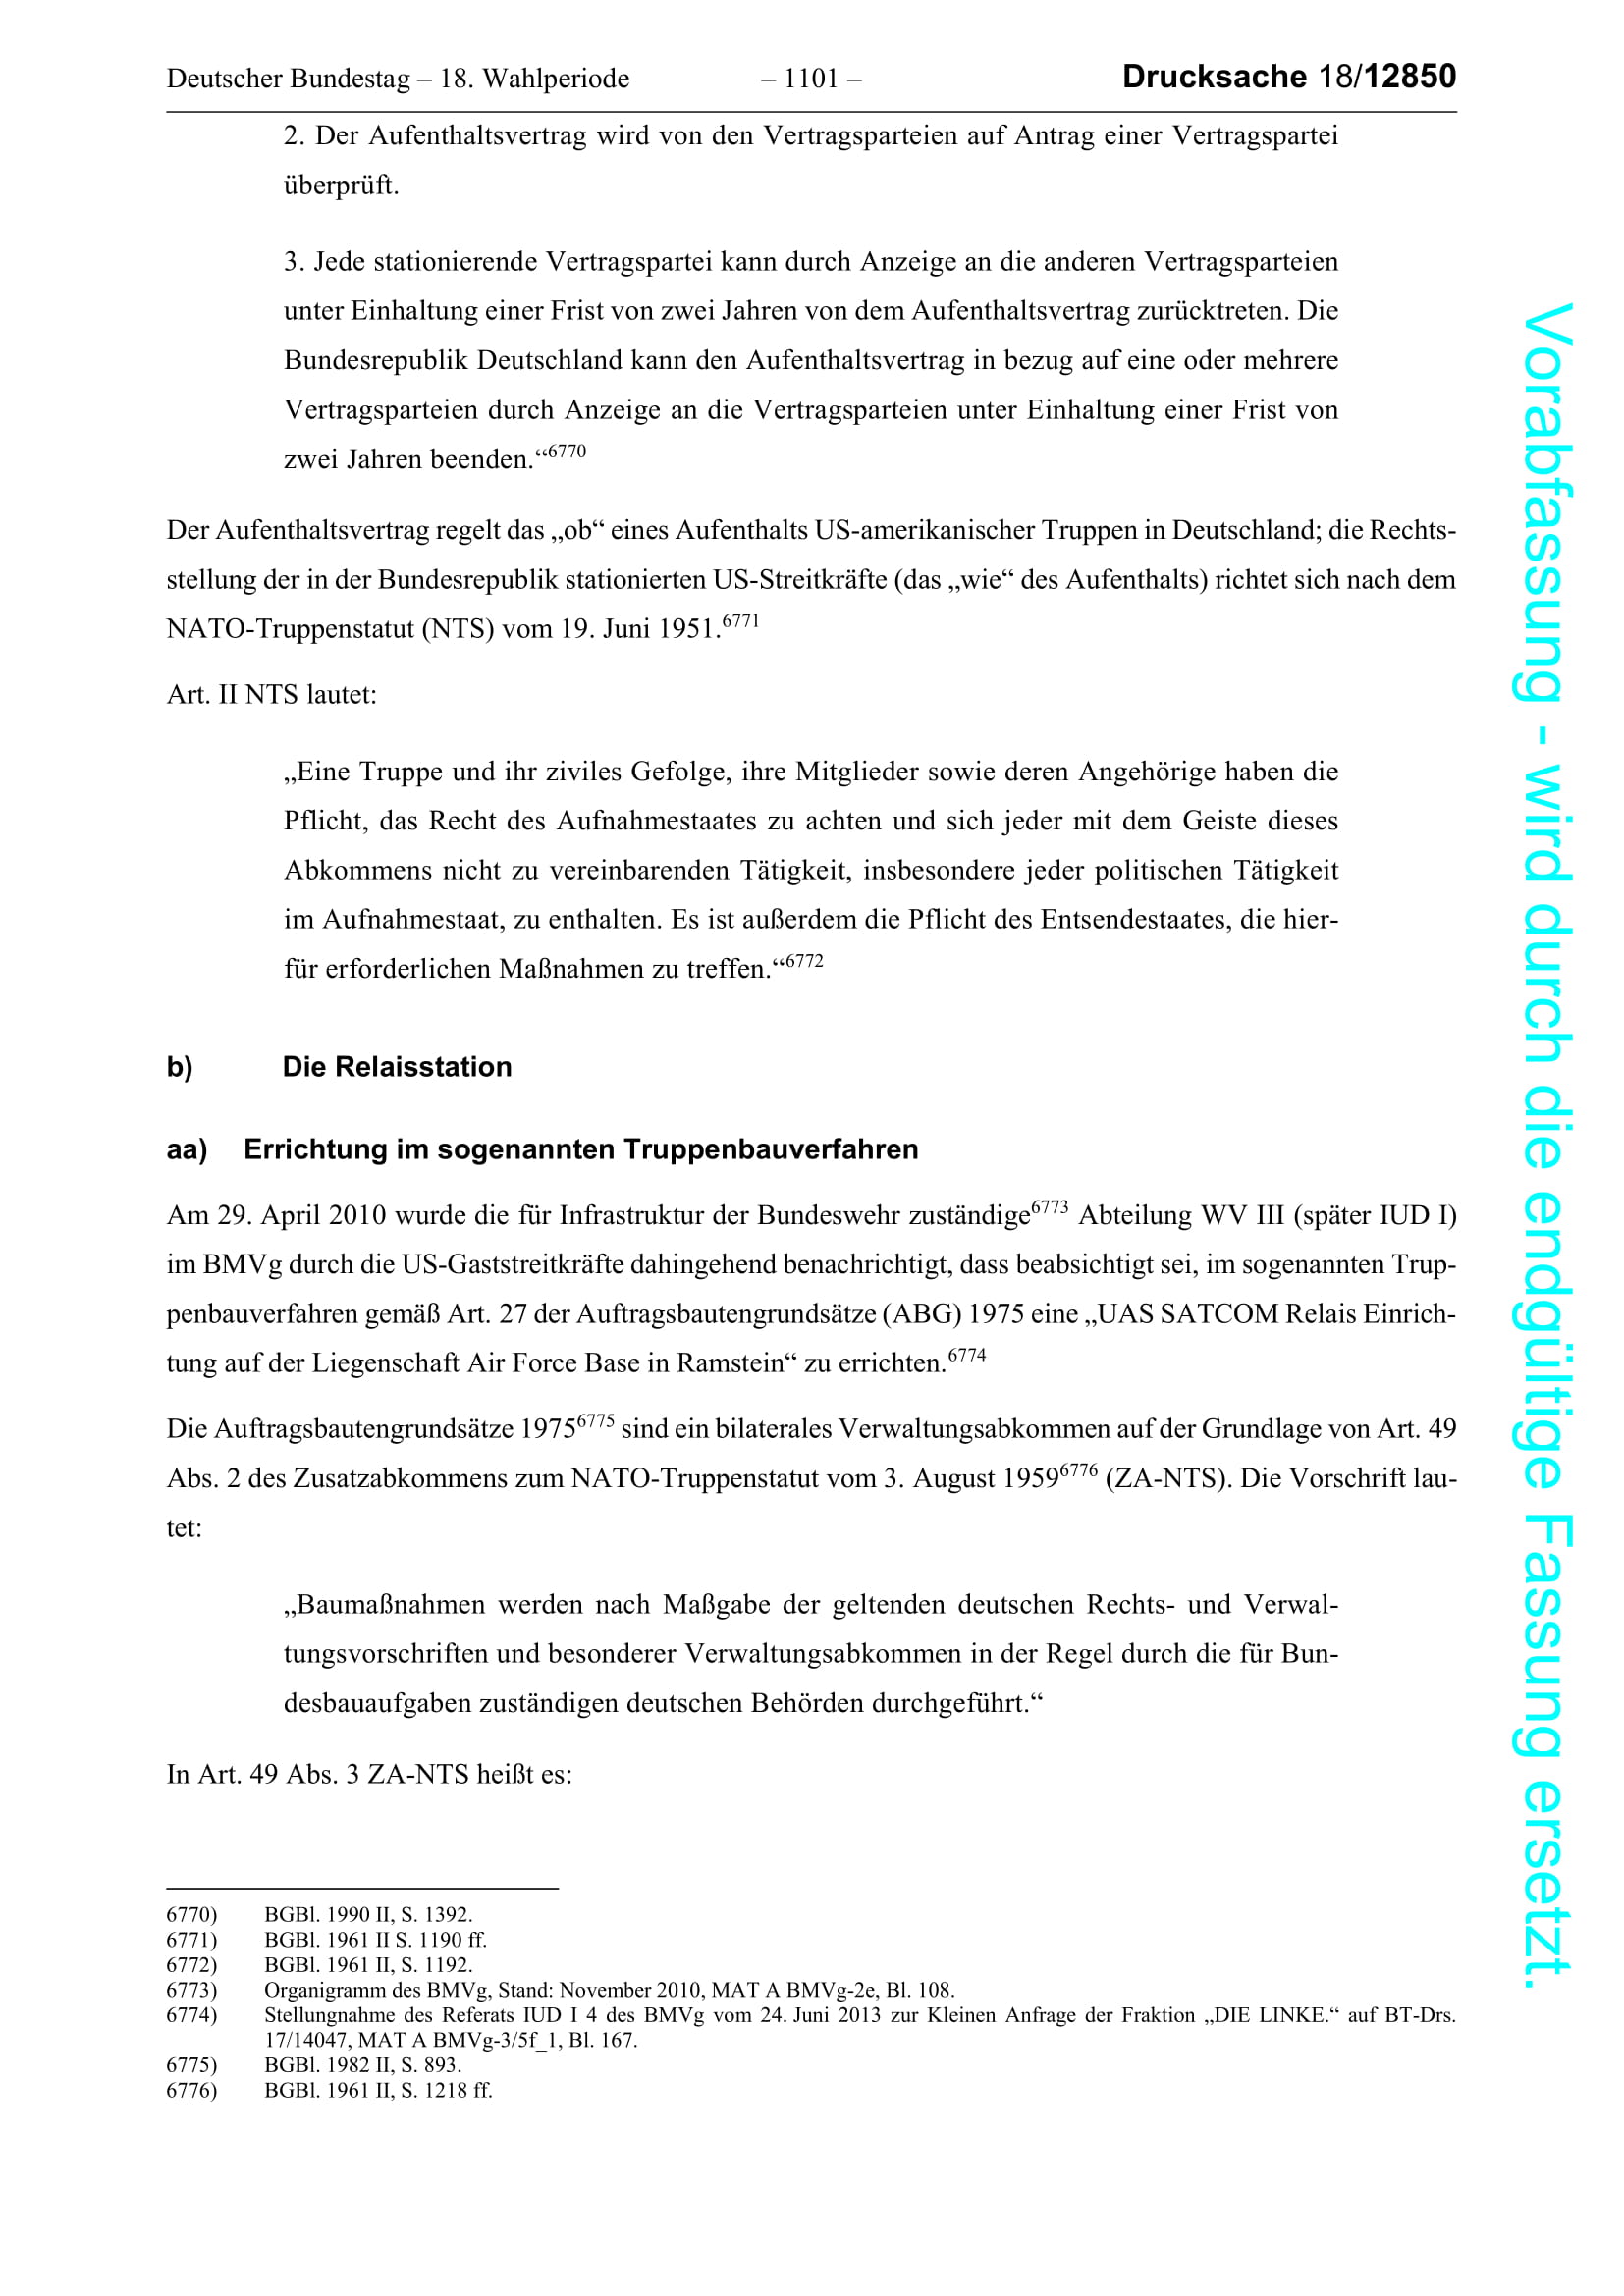 Deutscher Bundestag – 18. Wahlperiode – 1101 – Drucksache 18/12850
2. Der Aufenthaltsvertrag wird von den Vertragsparteien auf Antrag einer Vertragspartei
überprüft.
3. Jede stationierende Vertragspartei kann durch Anzeige an die anderen Vertragsparteien
unter Einhaltung einer Frist von zwei Jahren von dem Aufenthaltsvertrag zurücktreten. Die
Bundesrepublik Deutschland kann den Aufenthaltsvertrag in bezug auf eine oder mehrere
Vertragsparteien durch Anzeige an die Vertragsparteien unter Einhaltung einer Frist von
zwei Jahren beenden.“6770
Der Aufenthaltsvertrag regelt das „ob“ eines Aufenthalts US-amerikanischer Truppen in Deutschland; die Rechts-
stellung der in der Bundesrepublik stationierten US-Streitkräfte (das „wie“ des Aufenthalts) richtet sich nach dem
NATO-Truppenstatut (NTS) vom 19. Juni 1951.6771
Art. II NTS lautet:
„Eine Truppe und ihr ziviles Gefolge, ihre Mitglieder sowie deren Angehörige haben die
Pflicht, das Recht des Aufnahmestaates zu achten und sich jeder mit dem Geiste dieses
Abkommens nicht zu vereinbarenden Tätigkeit, insbesondere jeder politischen Tätigkeit
im Aufnahmestaat, zu enthalten. Es ist außerdem die Pflicht des Entsendestaates, die hier-
für erforderlichen Maßnahmen zu treffen.“6772
b) Die Relaisstation
aa) Errichtung im sogenannten Truppenbauverfahren
Am 29. April 2010 wurde die für Infrastruktur der Bundeswehr zuständige6773 Abteilung WV III (später IUD I)
im BMVg durch die US-Gaststreitkräfte dahingehend benachrichtigt, dass beabsichtigt sei, im sogenannten Trup-
penbauverfahren gemäß Art. 27 der Auftragsbautengrundsätze (ABG) 1975 eine „UAS SATCOM Relais Einrich-
tung auf der Liegenschaft Air Force Base in Ramstein“ zu errichten.6774
Die Auftragsbautengrundsätze 19756775 sind ein bilaterales Verwaltungsabkommen auf der Grundlage von Art. 49
Abs. 2 des Zusatzabkommens zum NATO-Truppenstatut vom 3. August 19596776 (ZA-NTS). Die Vorschrift lau-
tet:
„Baumaßnahmen werden nach Maßgabe der geltenden deutschen Rechts- und Verwal-
tungsvorschriften und besonderer Verwaltungsabkommen in der Regel durch die für Bun-
desbauaufgaben zuständigen deutschen Behörden durchgeführt.“
In Art. 49 Abs. 3 ZA-NTS heißt es:
6770) BGBl. 1990 II, S. 1392.
6771) BGBl. 1961 II S. 1190 ff.
6772) BGBl. 1961 II, S. 1192.
6773) Organigramm des BMVg, Stand: November 2010, MAT A BMVg-2e, Bl. 108.
6774) Stellungnahme des Referats IUD I 4 des BMVg vom 24. Juni 2013 zur Kleinen Anfrage der Fraktion „DIE LINKE.“ auf BT-Drs.
17/14047, MAT A BMVg-3/5f_1, Bl. 167.
6775) BGBl. 1982 II, S. 893.
6776) BGBl. 1961 II, S. 1218 ff.
Vorabfassung - wird durch die endgültige Fassung ersetzt.